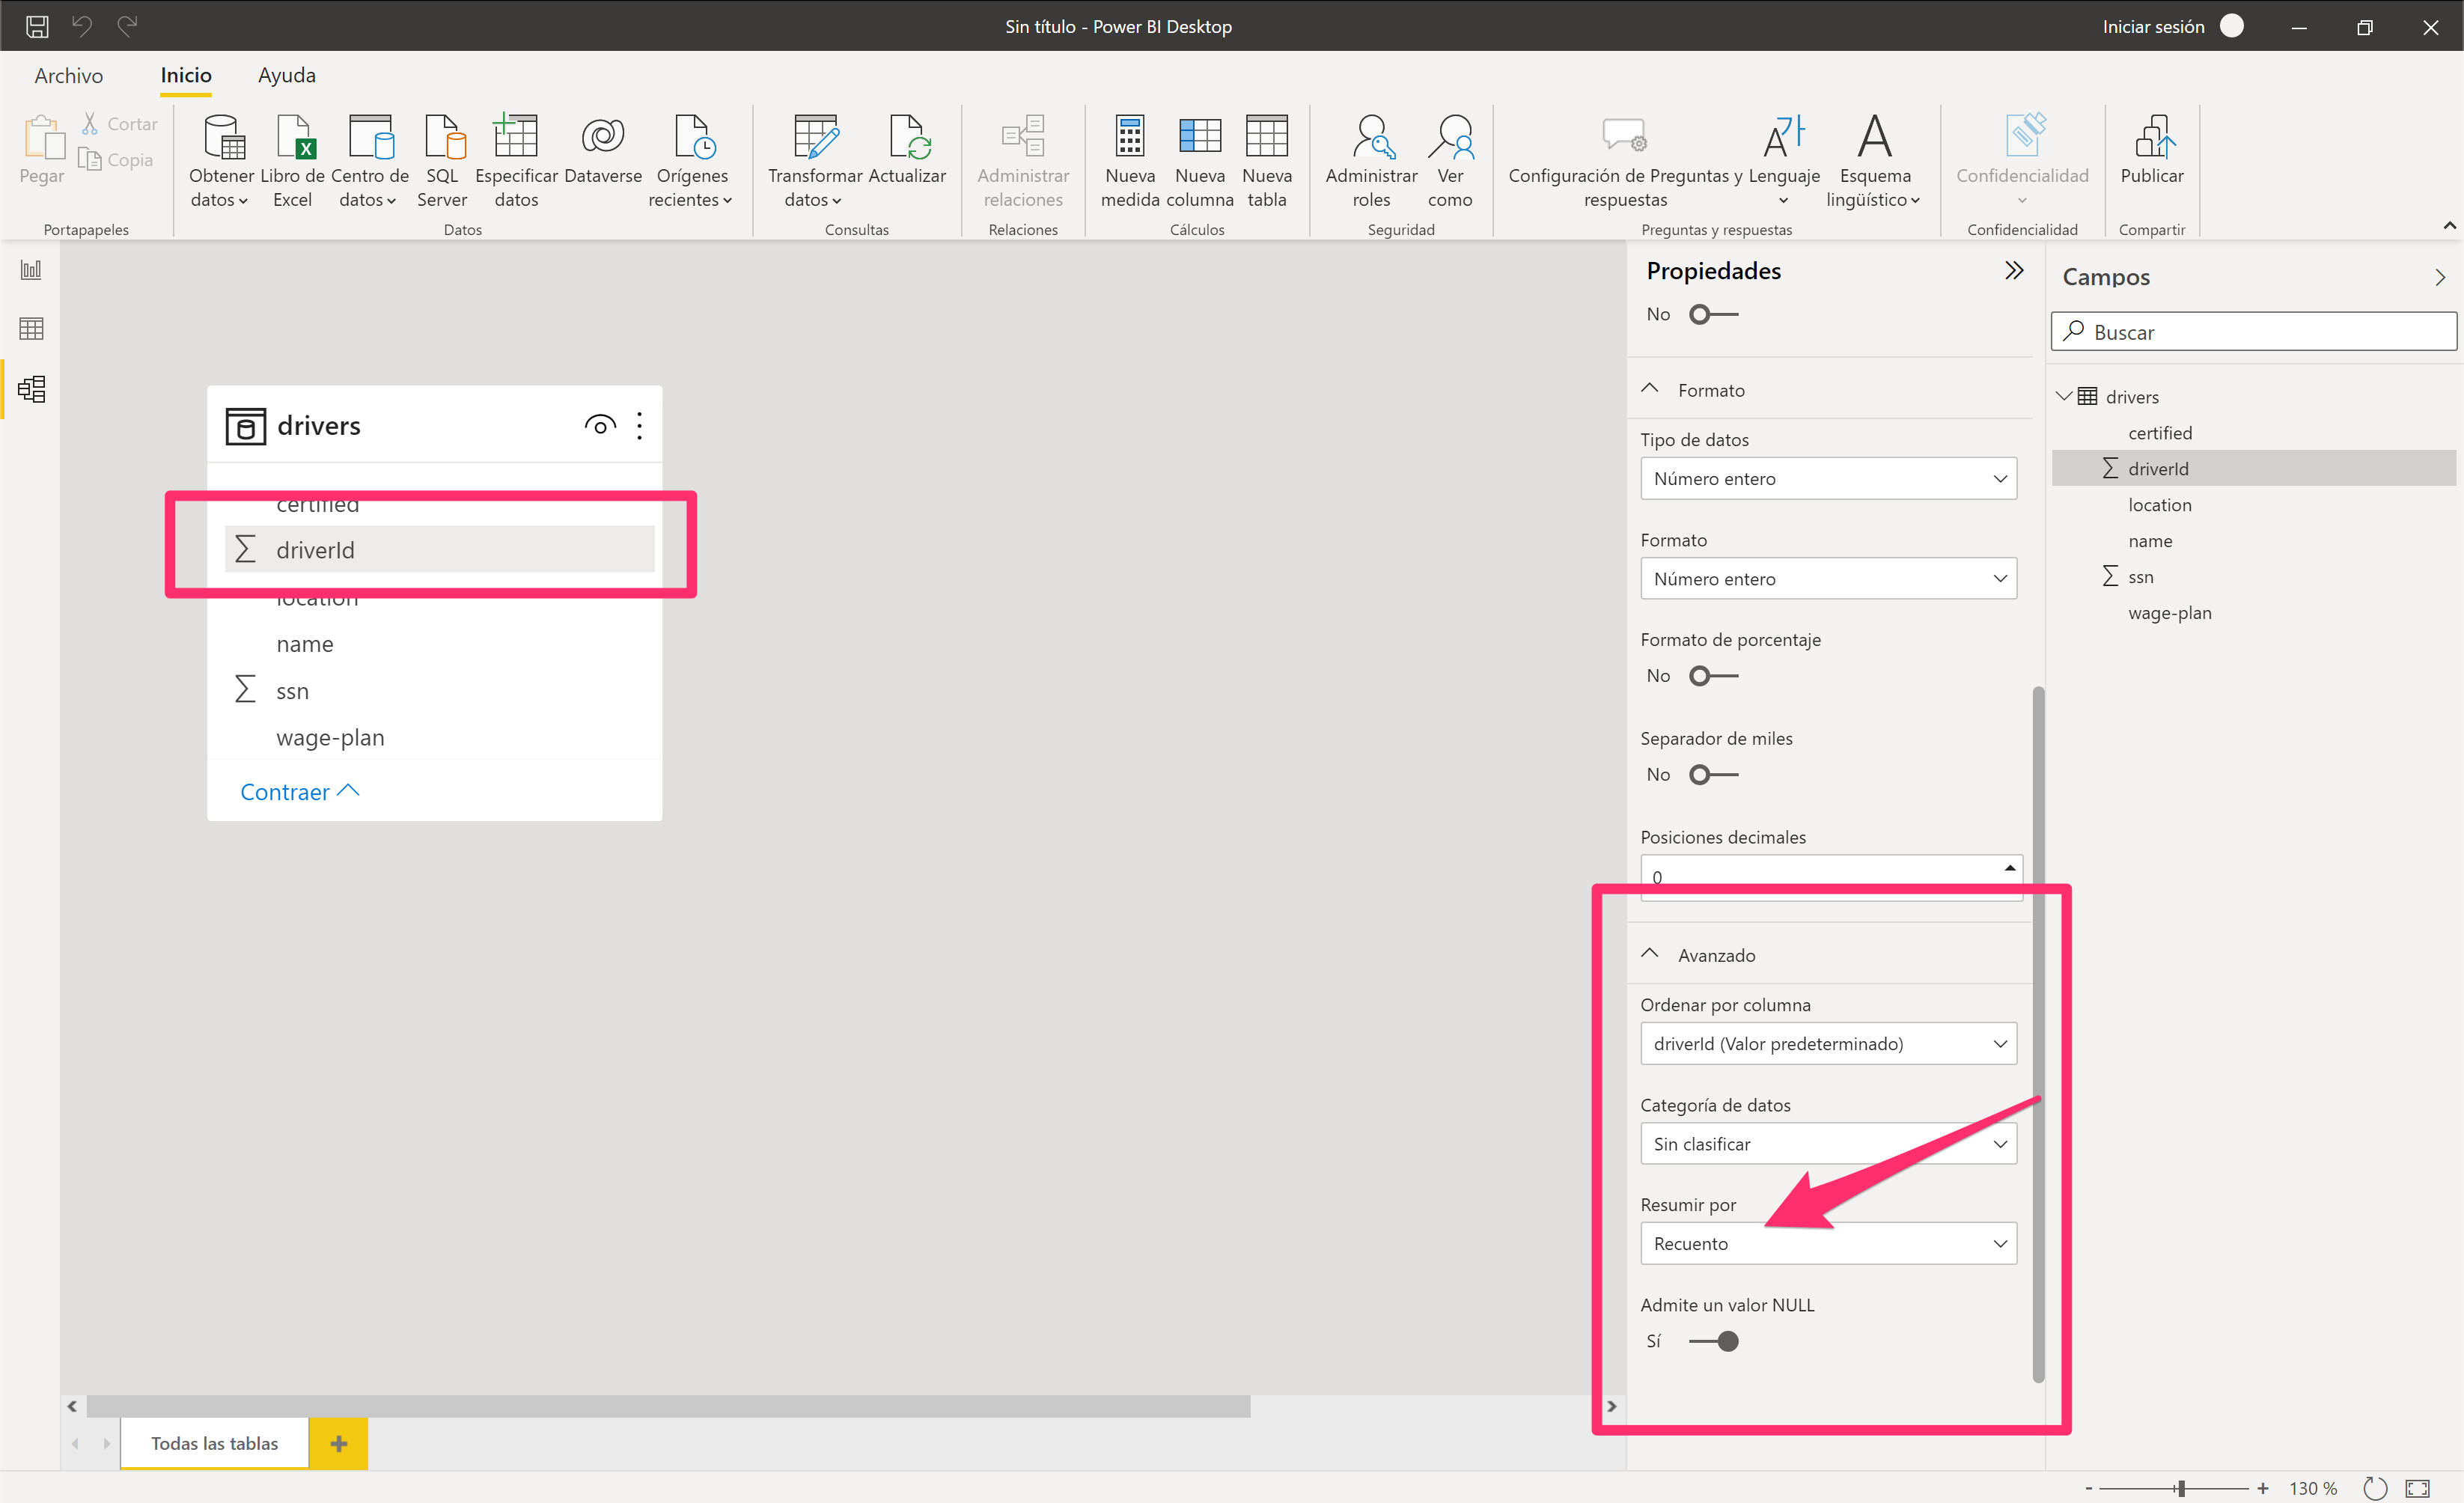 Sin título - Power BI Desktop
Iniciar sesión
Archivo
Inicio
Ayuda
Pegar
Cortar
Copia
Portapapeles
Obtener datos
Libro de Excel
Centro de datos
SQL Server
Especificar datos
Dataverse
Orígenes recientes
Datos
Transformar datos
Actualizar
Consultas
Administrar relaciones
Relaciones
Nueva medida
Nueva columna
Nueva tabla
Cálculos
Administrar roles
Ver como
Seguridad
Configuración de Preguntas y respuestas
Lenguaje
Esquema lingüístico
Preguntas y respuestas
Confidencialidad
Confidencialidad
Publicar
Compartir
drivers
certified
driverId
location
name
ssn
wage-plan
Contraer
Todas las tablas
Propiedades
No
Formato
Tipo de datos
Número entero
Formato
Número entero
Formato de porcentaje
No
Separador de miles
No
Posiciones decimales
0
Avanzado
Ordenar por columna
driverId (Valor predeterminado)
Categoría de datos
Sin clasificar
Resumir por
Recuento
Admite un valor NULL
Sí
Campos
Buscar
drivers
certified
driverId
location
name
ssn
wage-plan
130 %